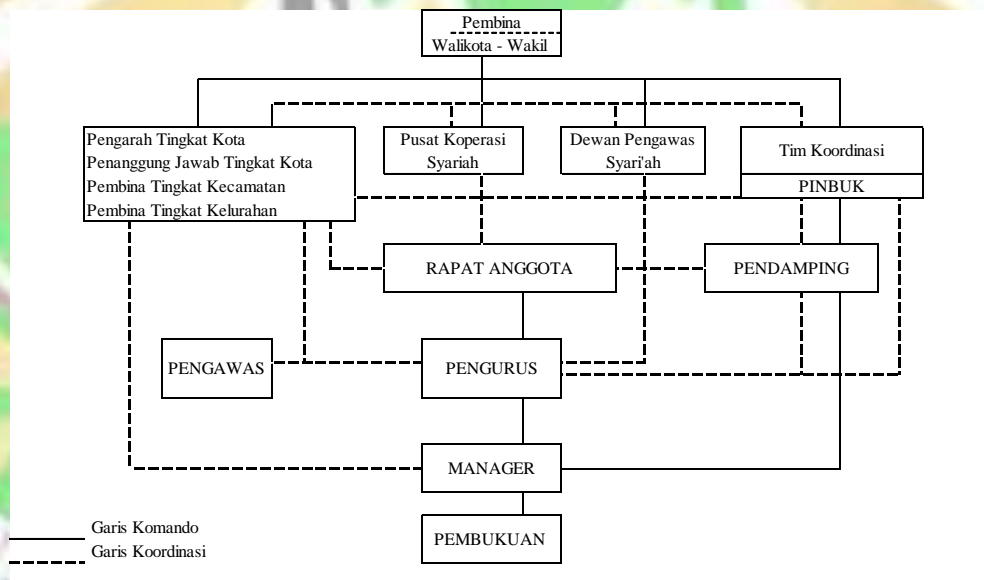 Pembina
Walikota - Wakil
Pengarah Tingkat Kota
Penanggung Jawab Tingkat Kota
Pembina Tingkat Kecamatan
Pembina Tingkat Kelurahan
Pusat Koperasi
Syariah
Dewan Pengawas
Syari'ah
Tim Koordinasi
PINBUK
RAPAT ANGGOTA
PENDAMPING
PENGAWAS
PENGURUS
MANAGER
PEMBUKUAN
Garis Komando
Garis Koordinasi